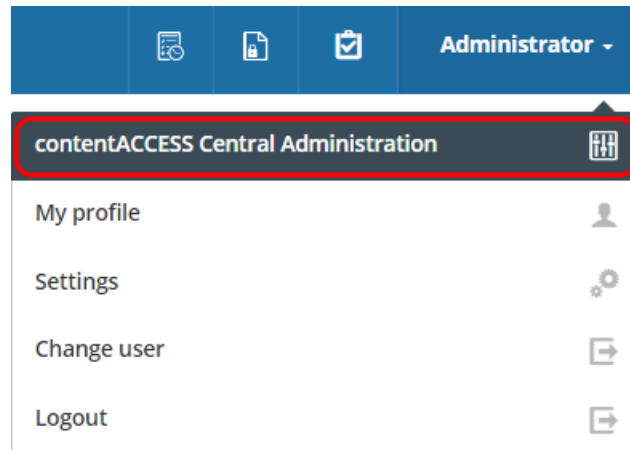 Administrator
contentACCESS Central Administration
My profile
Settings
Change user
Logout